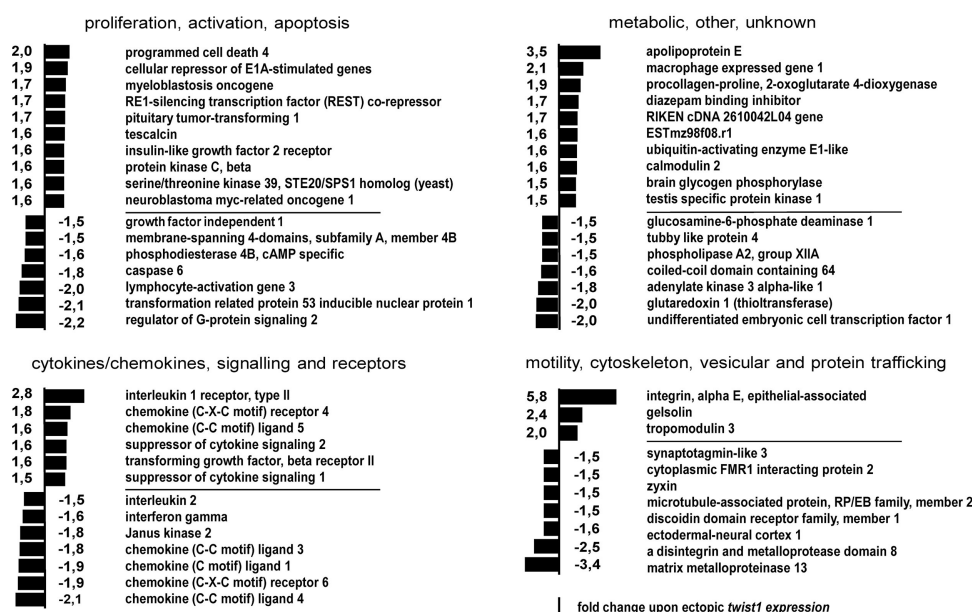 proliferation, activation, apoptosis
2,0 programmed cell death 4
1,9 cellular repressor of E1A-stimulated genes
1,7 myeloblastosis oncogene
1,7 RE1-silencing transcription factor (REST) co-repressor
1,7 pituitary tumor-transforming 1
1,6 tescalcin
1,6 insulin-like growth factor 2 receptor
1,6 protein kinase C, beta
1,6 serine/threonine kinase 39, STE20/SPS1 homolog (yeast)
1,6 neuroblastoma myc-related oncogene 1
-1,5 growth factor independent 1
-1,5 membrane-spanning 4-domains, subfamily A, member 4B
-1,6 phosphodiesterase 4B, cAMP specific
-1,8 caspase 6
-2,0 lymphocyte-activation gene 3
-2,1 transformation related protein 53 inducible nuclear protein 1
-2,2 regulator of G-protein signaling 2
metabolic, other, unknown
3,5 apolipoprotein E
2,1 macrophage expressed gene 1
1,9 procollagen-proline, 2-oxoglutarate 4-dioxygenase
1,7 diazepam binding inhibitor
1,7 RIKEN cDNA 2610042L04 gene
1,6 ESTmz98f08.r1
1,6 ubiquitin-activating enzyme E1-like
1,6 calmodulin 2
1,5 brain glycogen phosphorylase
1,5 testis specific protein kinase 1
-1,5 glucosamine-6-phosphate deaminase 1
-1,5 tubby like protein 4
-1,5 phospholipase A2, group XIIA
-1,6 coiled-coil domain containing 64
-1,8 adenylate kinase 3 alpha-like 1
-2,0 glutaredoxin 1 (thioltransferase)
-2,0 undifferentiated embryonic cell transcription factor 1
cytokines/chemokines, signalling and receptors
2,8 interleukin 1 receptor, type II
1,8 chemokine (C-X-C motif) receptor 4
1,6 chemokine (C-C motif) ligand 5
1,6 suppressor of cytokine signaling 2
1,6 transforming growth factor, beta receptor II
1,5 suppressor of cytokine signaling 1
-1,5 interleukin 2
-1,6 interferon gamma
-1,8 Janus kinase 2
-1,8 chemokine (C-C motif) ligand 3
-1,9 chemokine (C motif) ligand 1
-1,9 chemokine (C-X-C motif) receptor 6
-2,1 chemokine (C-C motif) ligand 4
motility, cytoskeleton, vesicular and protein trafficking
5,8 integrin, alpha E, epithelial-associated
2,4 gelsolin
2,0 tropomodulin 3
-1,5 synaptotagmin-like 3
-1,5 cytoplasmic FMR1 interacting protein 2
-1,5 zyxin
-1,5 microtubule-associated protein, RP/EB family, member 2
-1,6 discoidin domain receptor family, member 1
ectodermal-neural cortex 1
-2,5 a disintegrin and metalloprotease domain 8
-3,4 matrix metalloproteinase 13
fold change upon ectopic twist1 expression